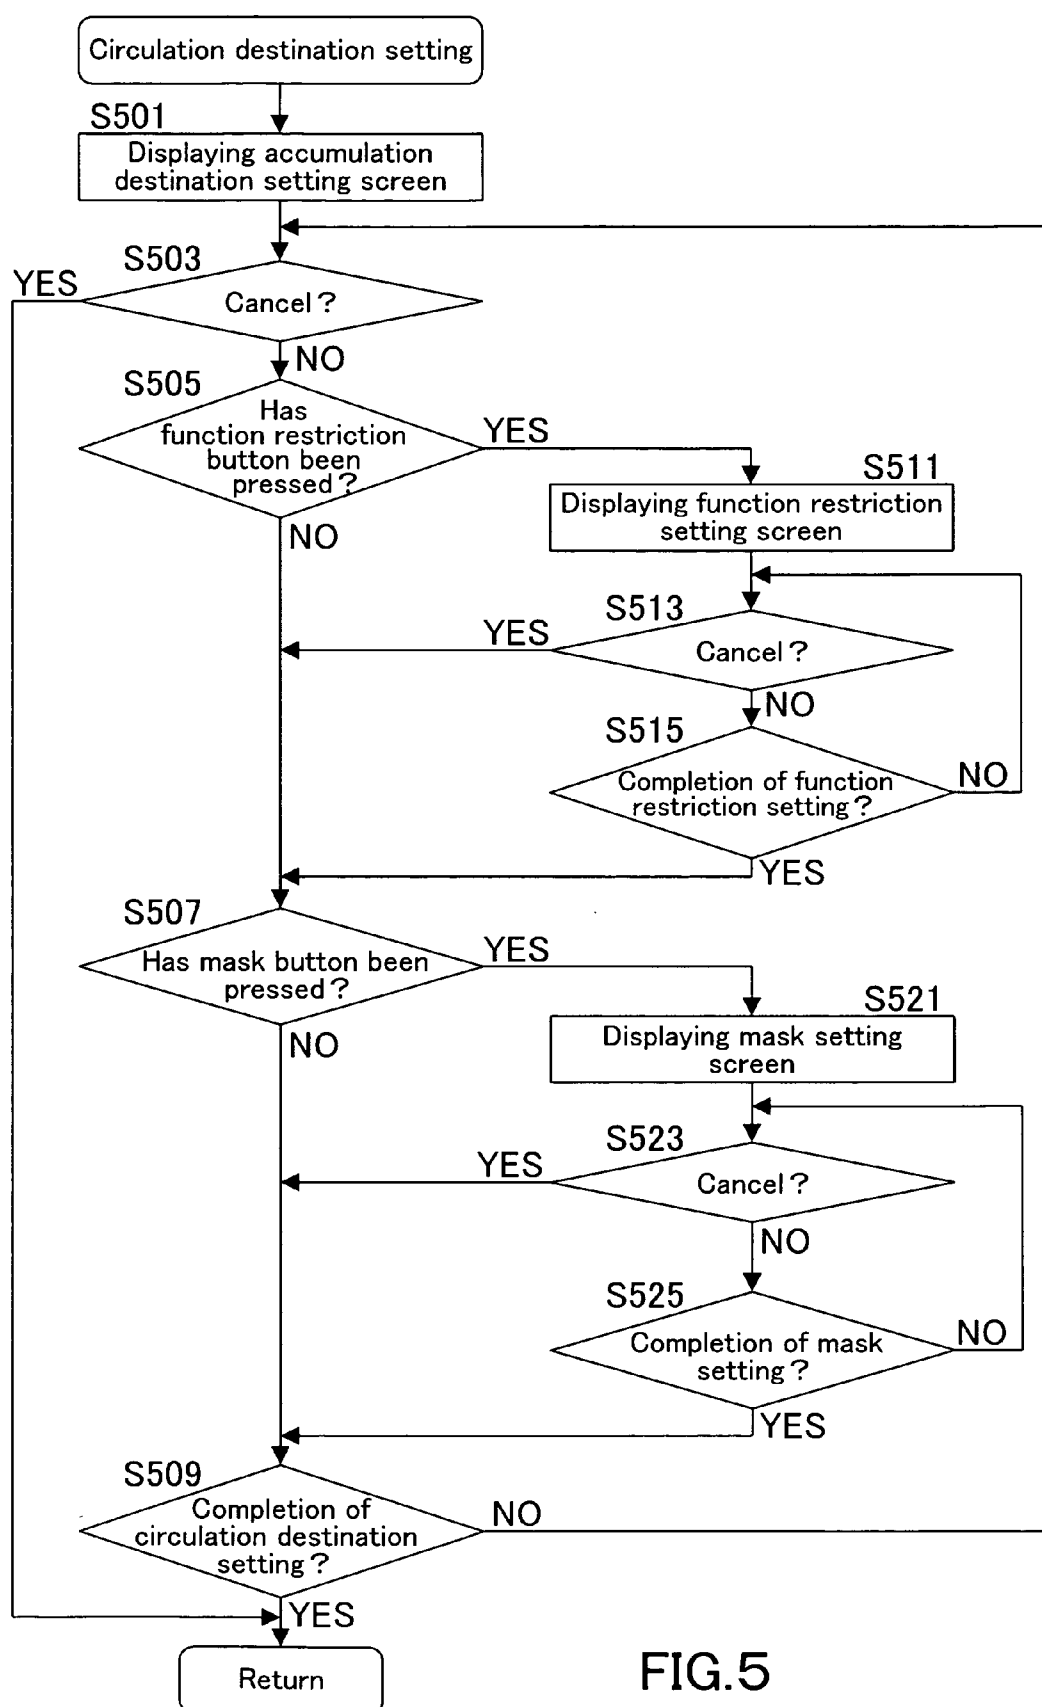 Circulation destination setting
S501
Displaying accumulation
destination setting screen
S503
YES
Cancel?
NO
S505
Has
function restriction
button been
pressed?
YES
NO
S511
Displaying function restriction
setting screen
S513
YES
Cancel?
NO
S515
Completion of function
restriction setting?
NO
YES
S507
Has mask button been
pressed?
YES
NO
S521
Displaying mask setting
screen
S523
YES
Cancel?
NO
S525
Completion of mask
setting?
NO
YES
S509
Completion of
circulation destination
setting?
NO
YES
Return
FIG.5